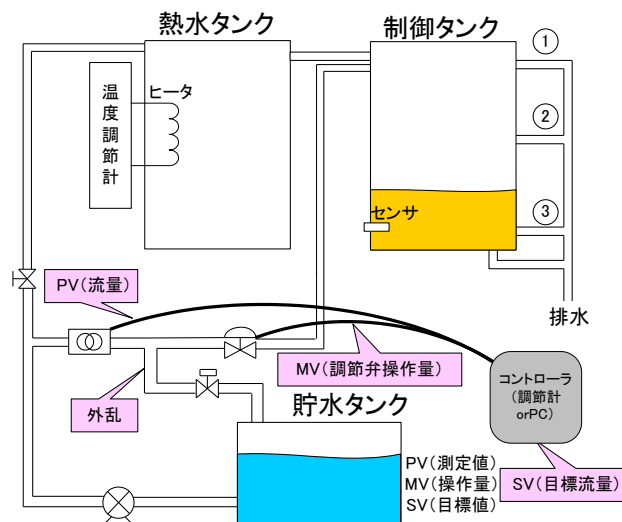 熱水タンク
制御タンク
①
ヒータ
温度調節計
②
センサ
③
PV(流量)
排水
MV(調節弁操作量)
コントローラ
(調節計
orPC)
外乱
貯水タンク
PV(測定値)
MV(操作量)
SV(目標値)
SV(目標流量)